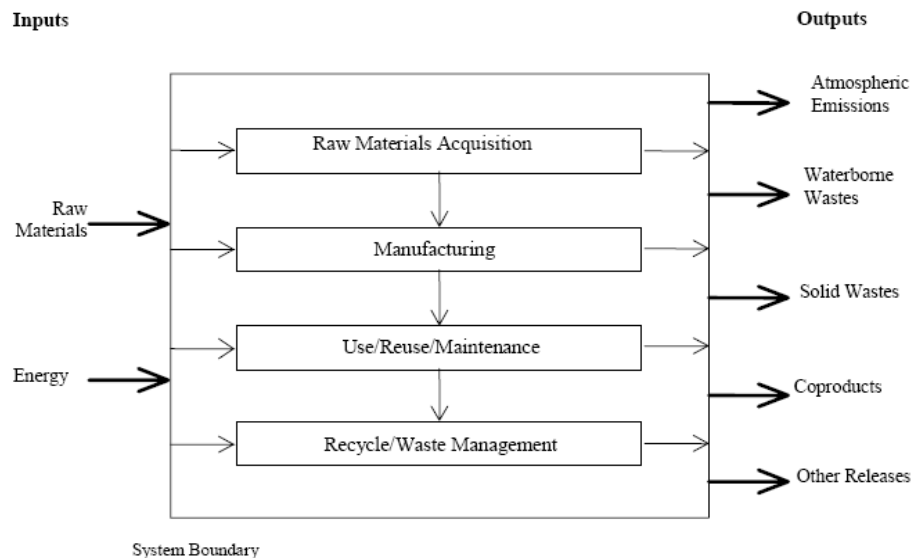 Inputs
Outputs
Atmospheric
Emissions
Raw Materials Acquisition
Waterborne
Wastes
Raw
Materials
Manufacturing
Solid Wastes
Use/Reuse/Maintenance
Energy
Coproducts
Recycle/Waste Management
Other Releases
System Boundary